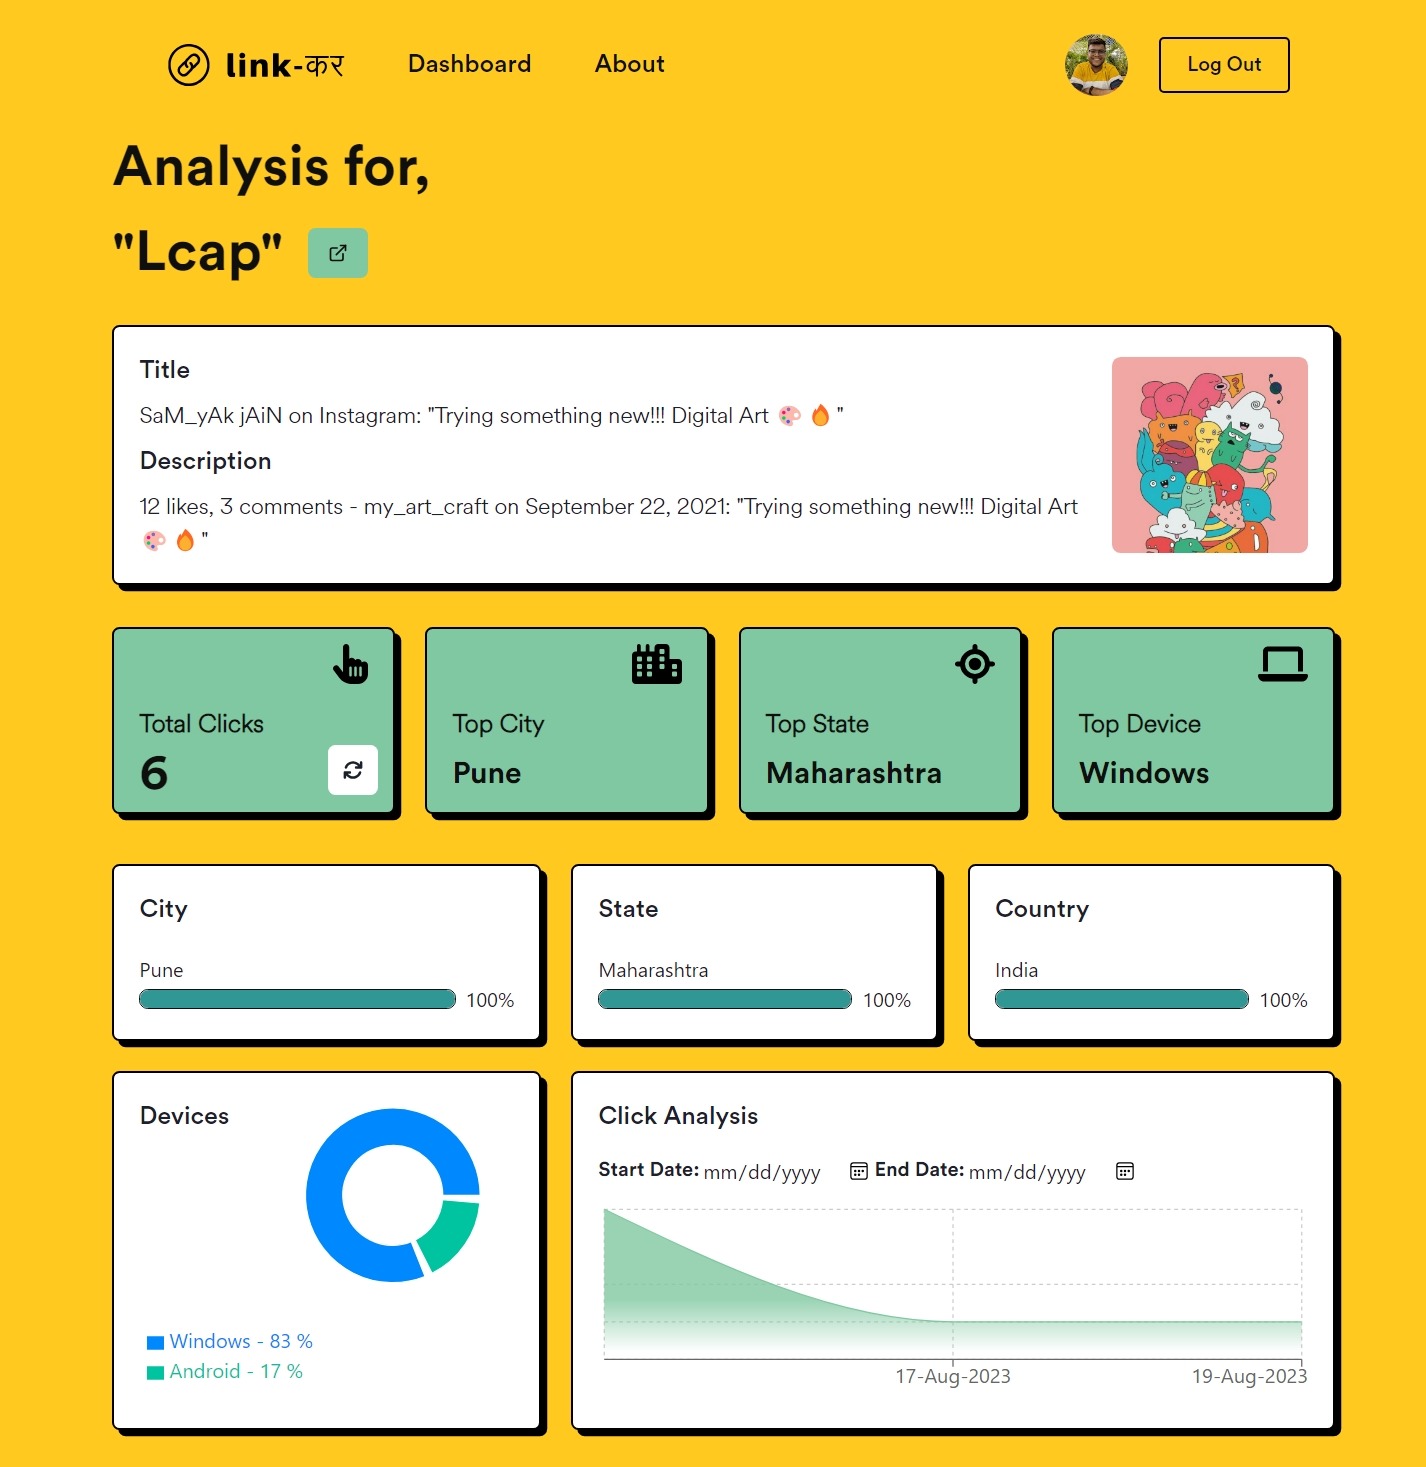 link-कर Dashboard About Log Out
Analysis for,
"Lcap"
Title
SaM_yAk jAiN on Instagram: "Trying something new!!! Digital Art 🎨 🔥 "
Description
12 likes, 3 comments - my_art_craft on September 22, 2021: "Trying something new!!! Digital Art
🎨 🔥 "
Total Clicks
6
Top City
Pune
Top State
Maharashtra
Top Device
Windows
City
Pune
100%
State
Maharashtra
100%
Country
India
100%
Devices
Windows - 83 %
Android - 17 %
Click Analysis
Start Date: mm/dd/yyyy End Date: mm/dd/yyyy
17-Aug-2023 19-Aug-2023